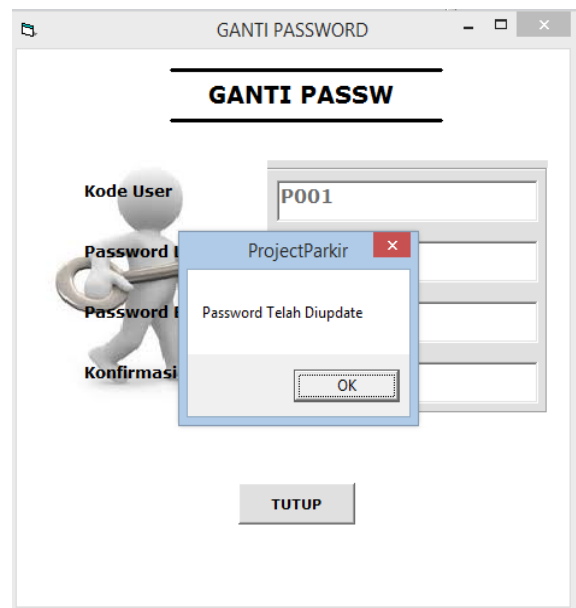 GANTI PASSWORD
GANTI PASSW
Kode User
P001
Password
ProjectParkir
Password
Password Telah Diupdate
Konfirmasi
OK
TUTUP